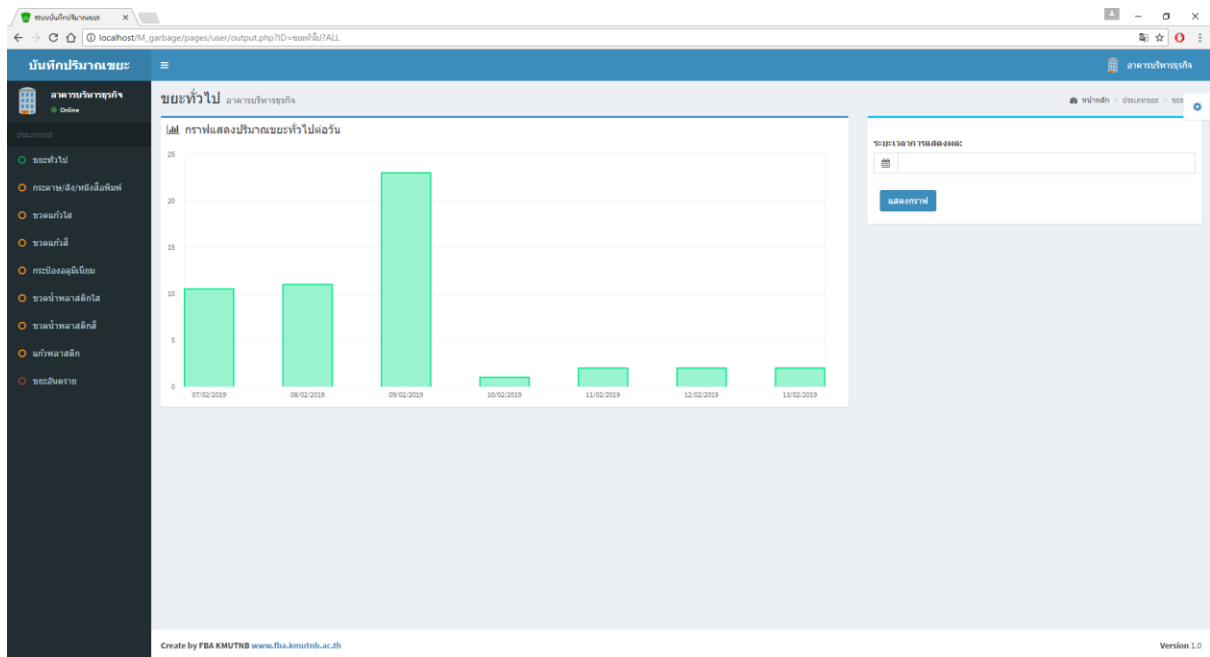 ระบบบันทึกปริมาณขยะ
localhost/M_garbage/pages/user/output.php?ID=ขยะทั่วไป?ALL
บันทึกปริมาณขยะ
อาคารบริหารธุรกิจ
อาคารบริหารธุรกิจ
Online
ขยะทั่วไป อาคารบริหารธุรกิจ
หน้าหลัก > ประเภทขยะ >
ประเภทขยะ
ขยะทั่วไป
กระดาษ/ลัง/หนังสือพิมพ์
ขวดแก้วใส
ขวดแก้วสี
กระป๋องอลูมิเนียม
ขวดน้ำพลาสติกใส
ขวดน้ำพลาสติกสี
แก้วพลาสติก
ขยะอันตราย
กราฟแสดงปริมาณขยะทั่วไปต่อวัน
25
20
15
10
5
0
07/02/2019 08/02/2019 09/02/2019 10/02/2019 11/02/2019 12/02/2019 13/02/2019
ระยะเวลาการแสดงผล:
แสดงกราฟ
Create by FBA KMUTNB www.fba.kmutnb.ac.th
Version 1.0